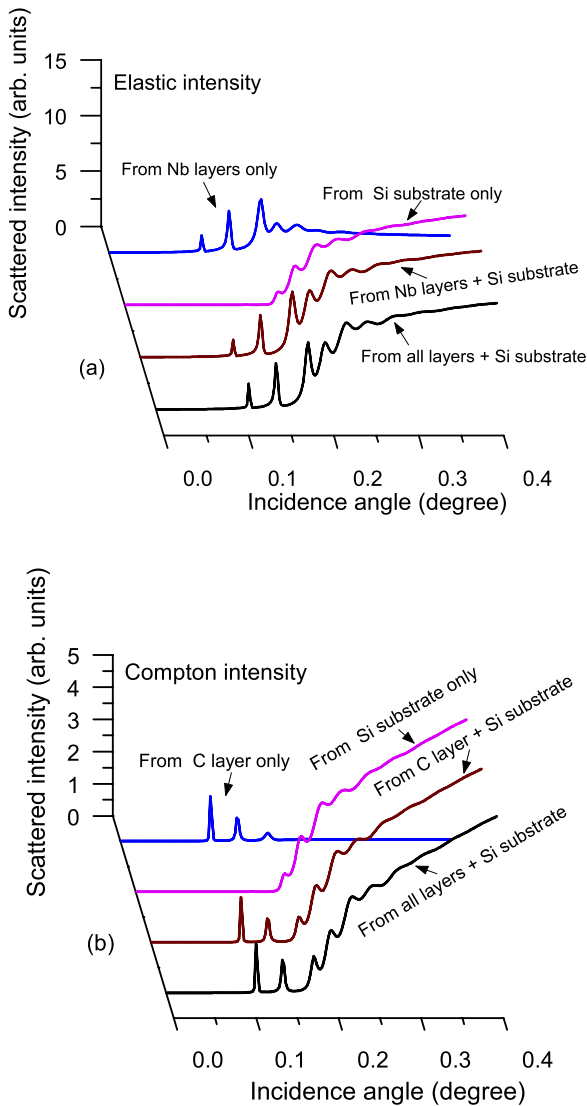 15
Elastic intensity
10
From Nb layers only
5
From  Si substrate only
0
Scattered intensity (arb. units)
From Nb layers + Si substrate
From all layers + Si substrate
(a)
0.0 0.1 0.2 0.3 0.4
Incidence angle (degree)
5
Compton intensity
4
3
From  C layer only
From  Si substrate only
2
From C layer + Si substrate
1
0
Scattered intensity (arb. units)
From all layers + Si substrate
(b)
0.0 0.1 0.2 0.3 0.4
Incidence angle (degree)